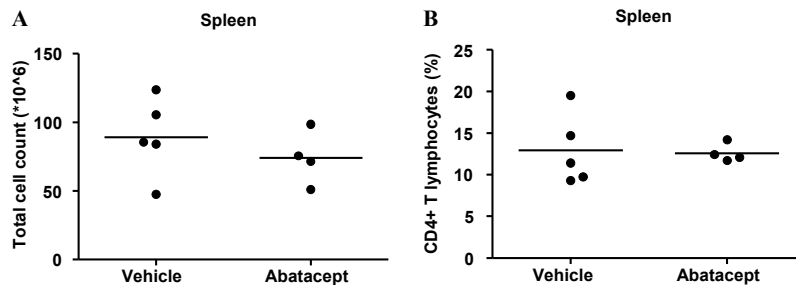 A
Spleen
Total cell count (*10^6)
150
100
50
0
Vehicle Abatacept
B
Spleen
CD4+ T lymphocytes (%)
25
20
15
10
5
0
Vehicle Abatacept